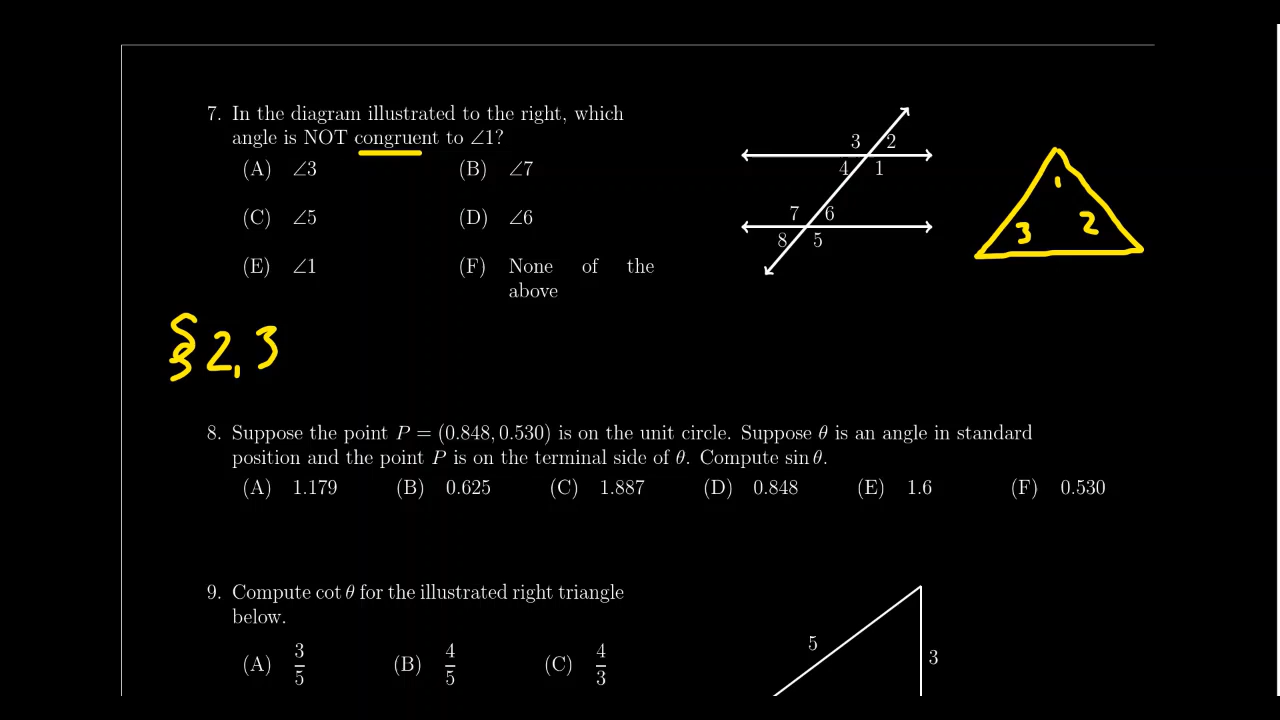 7. In the diagram illustrated to the right, which
angle is NOT congruent to ∠1?
(A) ∠3 (B) ∠7
(C) ∠5 (D) ∠6
(E) ∠1 (F) None of the
above
3 2
4 1
7 6
8 5
1
3 2
§ 2, 3
8. Suppose the point P = (0.848, 0.530) is on the unit circle. Suppose θ is an angle in standard
position and the point P is on the terminal side of θ. Compute sin θ.
(A) 1.179 (B) 0.625 (C) 1.887 (D) 0.848 (E) 1.6 (F) 0.530
9. Compute cot θ for the illustrated right triangle
below.
(A) 3/5 (B) 4/5 (C) 4/3
5
3